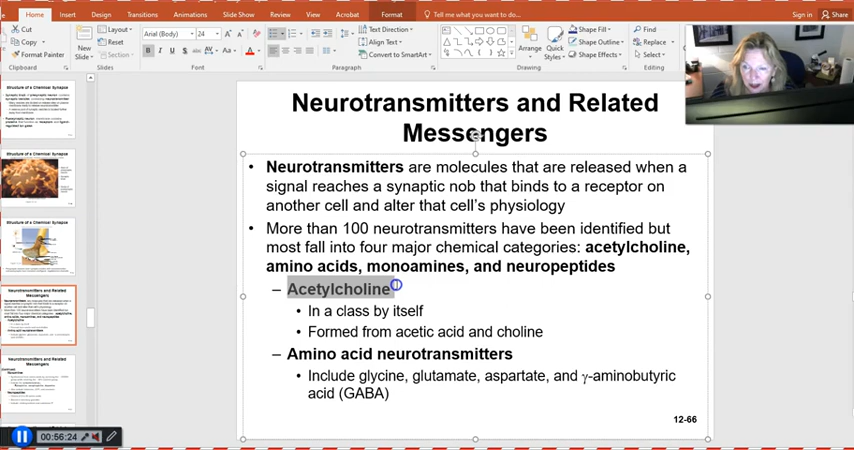 Home Insert Design Transitions Animations Slide Show Review View Acrobat Format Tell me what you want to do... Sign in Share
Cut
Copy
Format Painter
Clipboard
New
Slide
Layout
Reset
Section
Slides
Arial (Body) 24
B I U S
Font
Text Direction
Align Text
Convert to SmartArt
Paragraph
Arrange
Quick
Styles
Shape Fill
Shape Outline
Shape Effects
Drawing
Find
Replace
Select
Structure of a Chemical Synapse
Structure of a Chemical Synapse
Structure of a Chemical Synapse
Neurotransmitters and Related
Messengers
Neurotransmitters and Related
Messengers
00:56:24
Neurotransmitters and Related
Messengers
• Neurotransmitters are molecules that are released when a
signal reaches a synaptic nob that binds to a receptor on
another cell and alter that cell's physiology
• More than 100 neurotransmitters have been identified but
most fall into four major chemical categories: acetylcholine,
amino acids, monoamines, and neuropeptides
– Acetylcholine
• In a class by itself
• Formed from acetic acid and choline
– Amino acid neurotransmitters
• Include glycine, glutamate, aspartate, and γ-aminobutyric
acid (GABA)
12-66